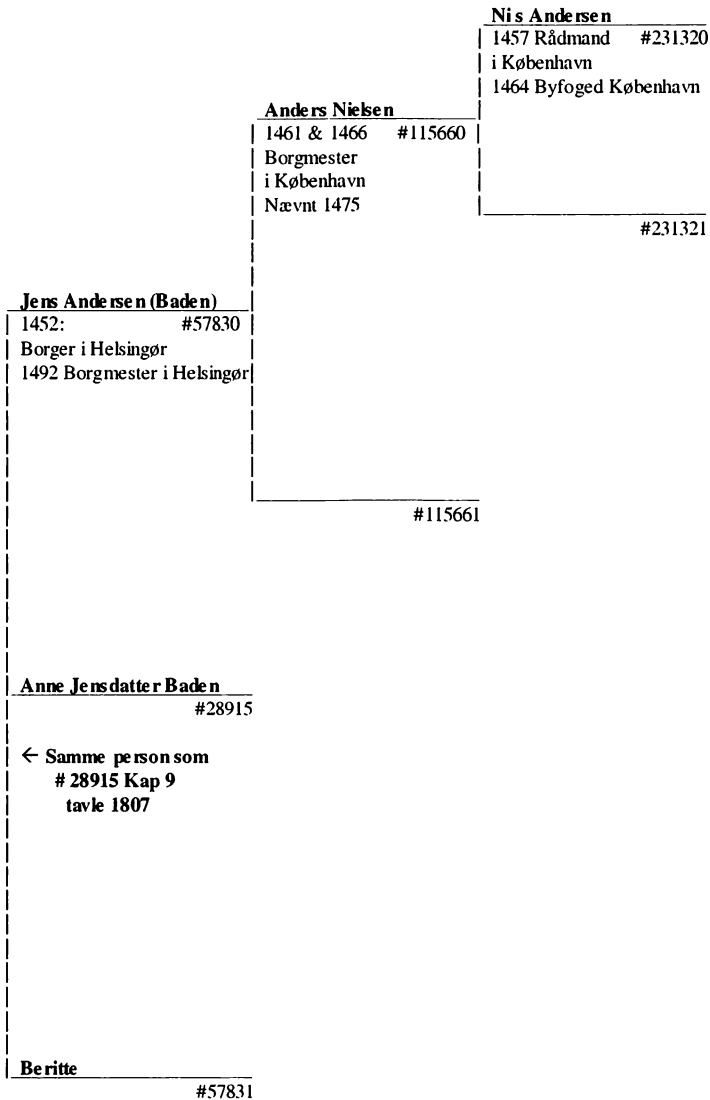 Nis Andersen
1457 Rådmand #231320
i København
1464 Byfoged København
Anders Nielsen
1461 & 1466 #115660
Borgmester
i København
Nævnt 1475
#231321
Jens Andersen (Baden)
1452: #57830
Borger i Helsingør
1492 Borgmester i Helsingør
#115661
Anne Jensdatter Baden
#28915
← Samme person som
# 28915 Kap 9
tavle 1807
Beritte
#57831